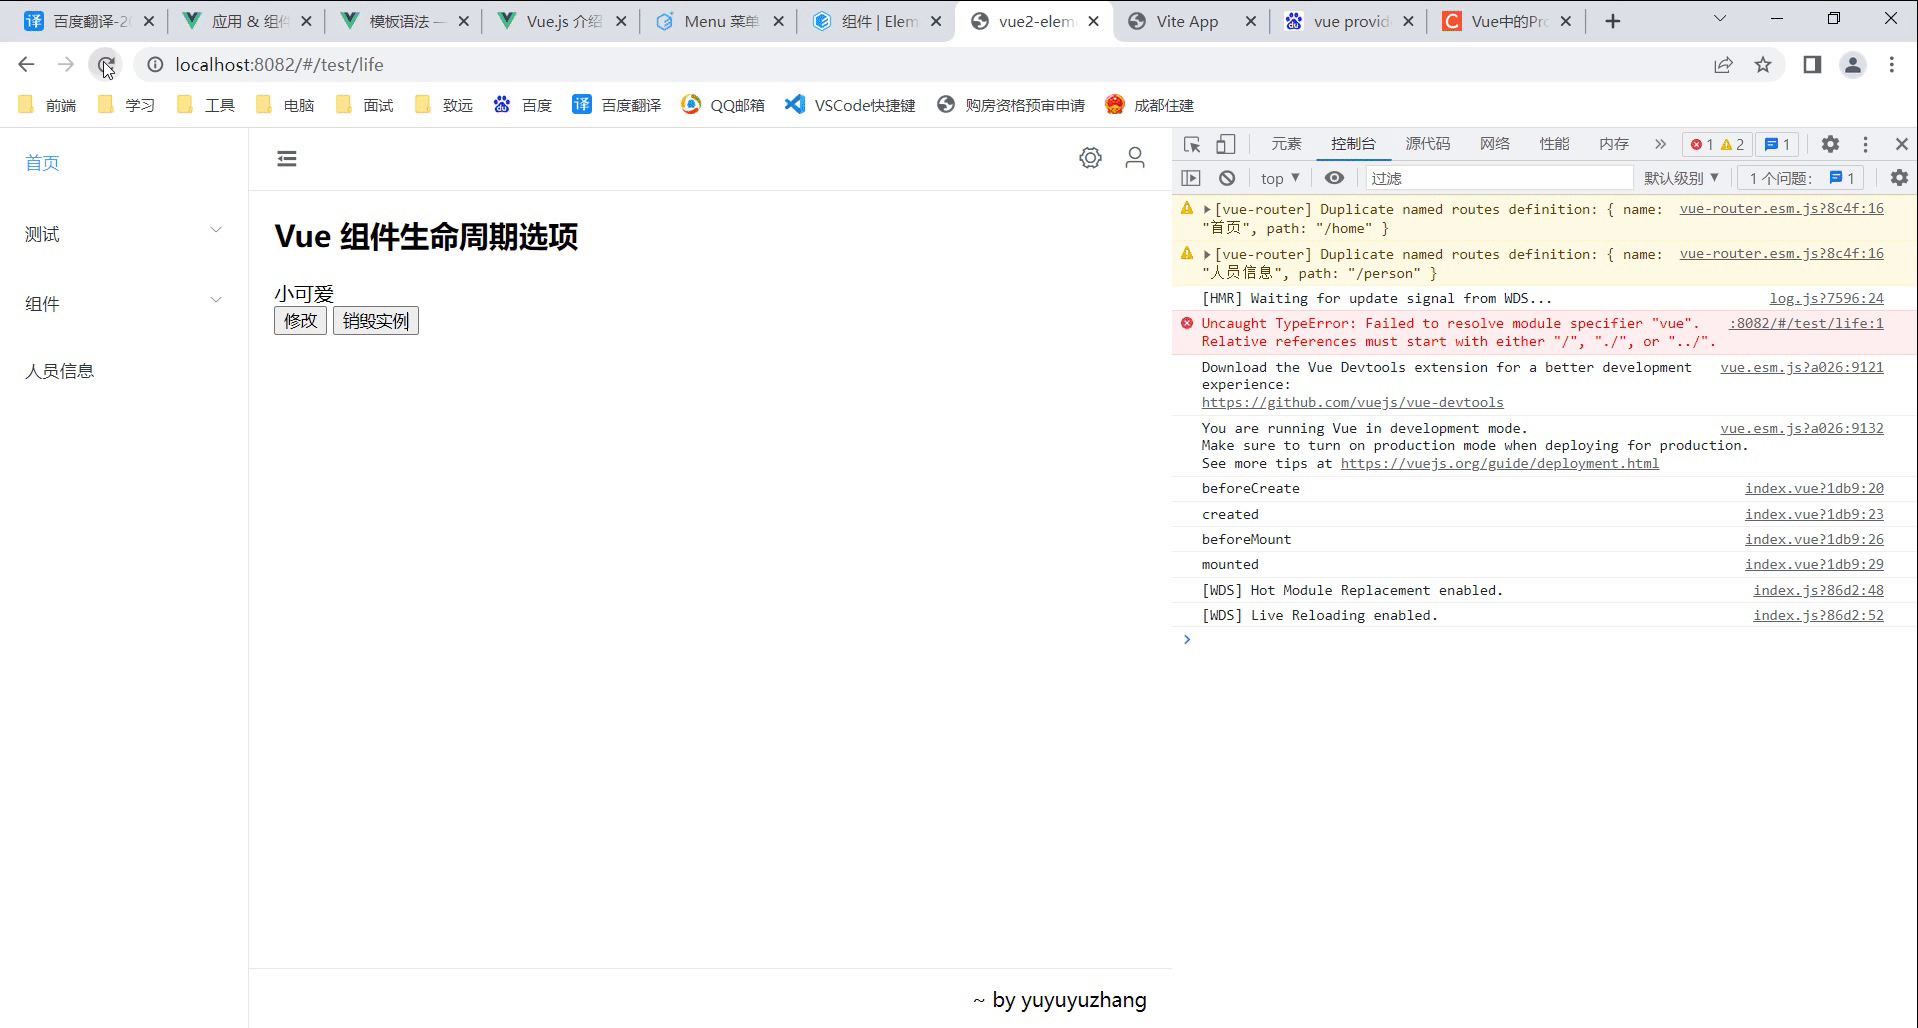 百度翻译-20
应用 & 组件
模板语法 —
Vue.js 介绍
Menu 菜单
组件 | Elem
vue2-elem
Vite App
vue provid
Vue中的Pro
localhost:8082/#/test/life
前端
学习
工具
电脑
面试
致远
百度
译
百度翻译
QQ邮箱
VSCode快捷键
购房资格预审申请
成都住建
首页
测试
组件
人员信息
Vue 组件生命周期选项
小可爱
修改 销毁实例
~ by yuyuyuzhang
元素 控制台 源代码 网络 性能 内存 » 1 2 1
top 过滤 默认级别 1 个问题: 1
[vue-router] Duplicate named routes definition: { name: vue-router.esm.js?8c4f:16
"首页", path: "/home" }
[vue-router] Duplicate named routes definition: { name: vue-router.esm.js?8c4f:16
"人员信息", path: "/person" }
[HMR] Waiting for update signal from WDS... log.js?7596:24
Uncaught TypeError: Failed to resolve module specifier "vue". :8082/#/test/life:1
Relative references must start with either "/", "./", or "../".
Download the Vue Devtools extension for a better development vue.esm.js?a026:9121
experience:
https://github.com/vuejs/vue-devtools
You are running Vue in development mode. vue.esm.js?a026:9132
Make sure to turn on production mode when deploying for production.
See more tips at https://vuejs.org/guide/deployment.html
beforeCreate index.vue?1db9:20
created index.vue?1db9:23
beforeMount index.vue?1db9:26
mounted index.vue?1db9:29
[WDS] Hot Module Replacement enabled. index.js?86d2:48
[WDS] Live Reloading enabled. index.js?86d2:52